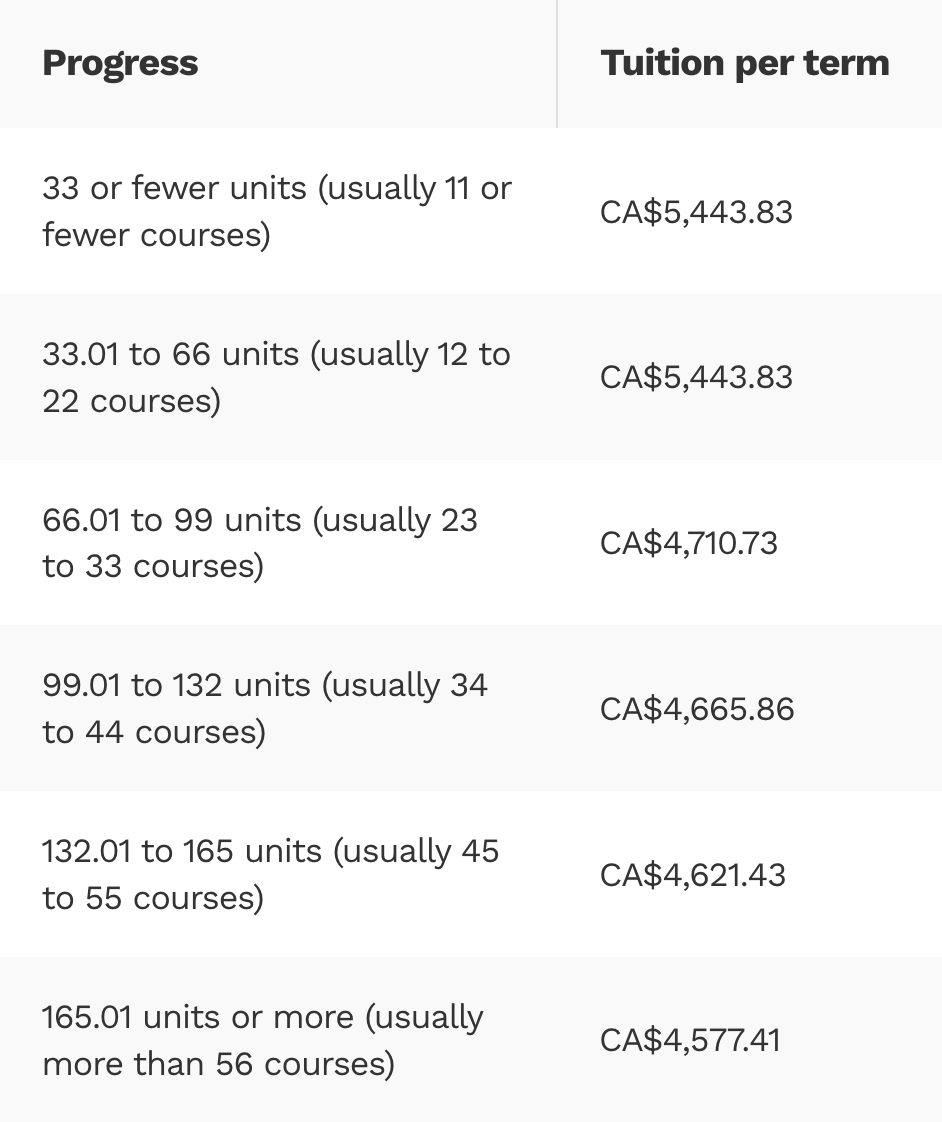 Progress
Tuition per term
33 or fewer units (usually 11 or
fewer courses)
CA$5,443.83
33.01 to 66 units (usually 12 to
22 courses)
CA$5,443.83
66.01 to 99 units (usually 23
to 33 courses)
CA$4,710.73
99.01 to 132 units (usually 34
to 44 courses)
CA$4,665.86
132.01 to 165 units (usually 45
to 55 courses)
CA$4,621.43
165.01 units or more (usually
more than 56 courses)
CA$4,577.41